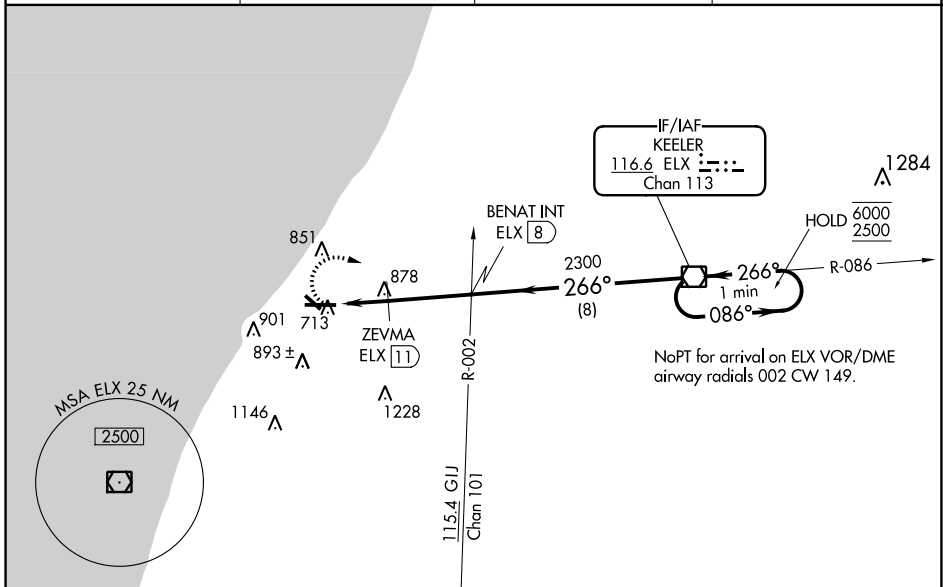 IF/IAF
KEELER
116.6 ELX
Chan 113
1284
HOLD 6000
2500
BENAT INT
ELX 8
851
878
2300
266°
(8)
266°
R-086
1 min
086°
713
901
ZEVMA
ELX 11
893 ±
R-002
NoPT for arrival on ELX VOR/DME
airway radials 002 CW 149.
MSA ELX 25 NM
2500
1146
1228
115.4 GIJ
Chan 101